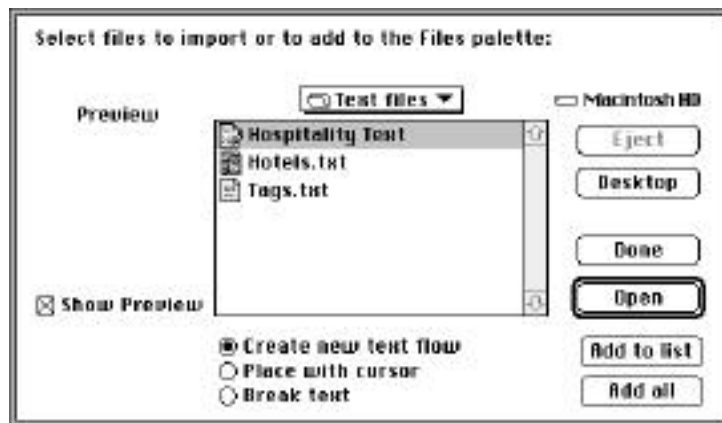 Select files to import or to add to the Files palette:
Preview
Text files
Macintosh HD
Hospitality Text
Hotels.txt
Tags.txt
Eject
Desktop
Done
Open
Show Preview
Create new text flow
Place with cursor
Break text
Add to list
Add all